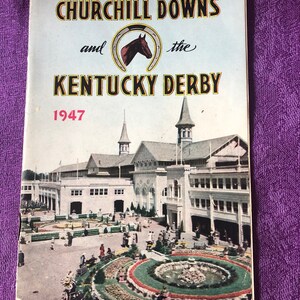 CHURCHILL DOWNS
and the
KENTUCKY DERBY
1947